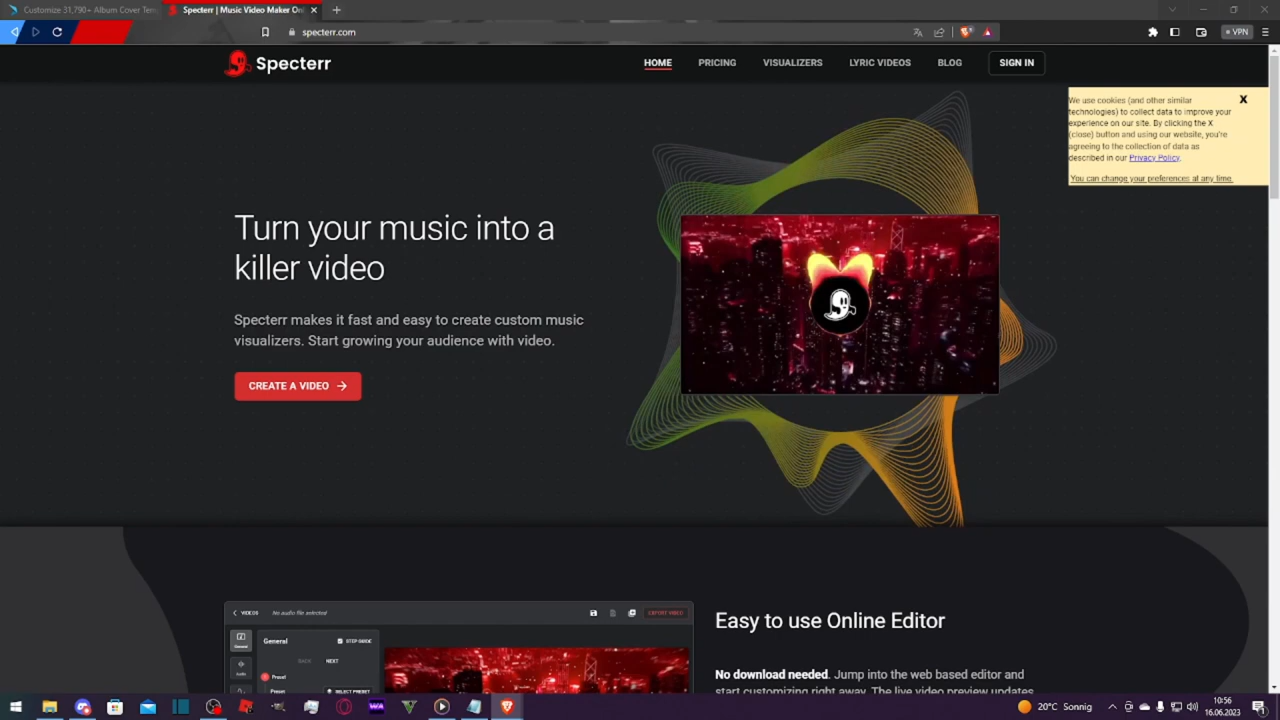 Customize 31,790+ Album Cover Tem
Specterr | Music Video Maker Onl
specterr.com
VPN
Specterr
HOME
PRICING
VISUALIZERS
LYRIC VIDEOS
BLOG
SIGN IN
We use cookies (and other similar
technologies) to collect data to improve your
experience on our site. By clicking the X
(close) button and using our website, you're
agreeing to the collection of data as
described in our Privacy Policy.
You can change your preferences at any time.
X
Turn your music into a
killer video
Specterr makes it fast and easy to create custom music
visualizers. Start growing your audience with video.
CREATE A VIDEO
VIDEOS
No audio file selected
EXPORT VIDEO
General
General
STEP GUIDE
BACK
NEXT
Audio
Preset
Preset
SELECT PRESET
Easy to use Online Editor
No download needed. Jump into the web based editor and
start customizing right away. The live video preview updates
20°C Sonnig
10:56
16.06.2023